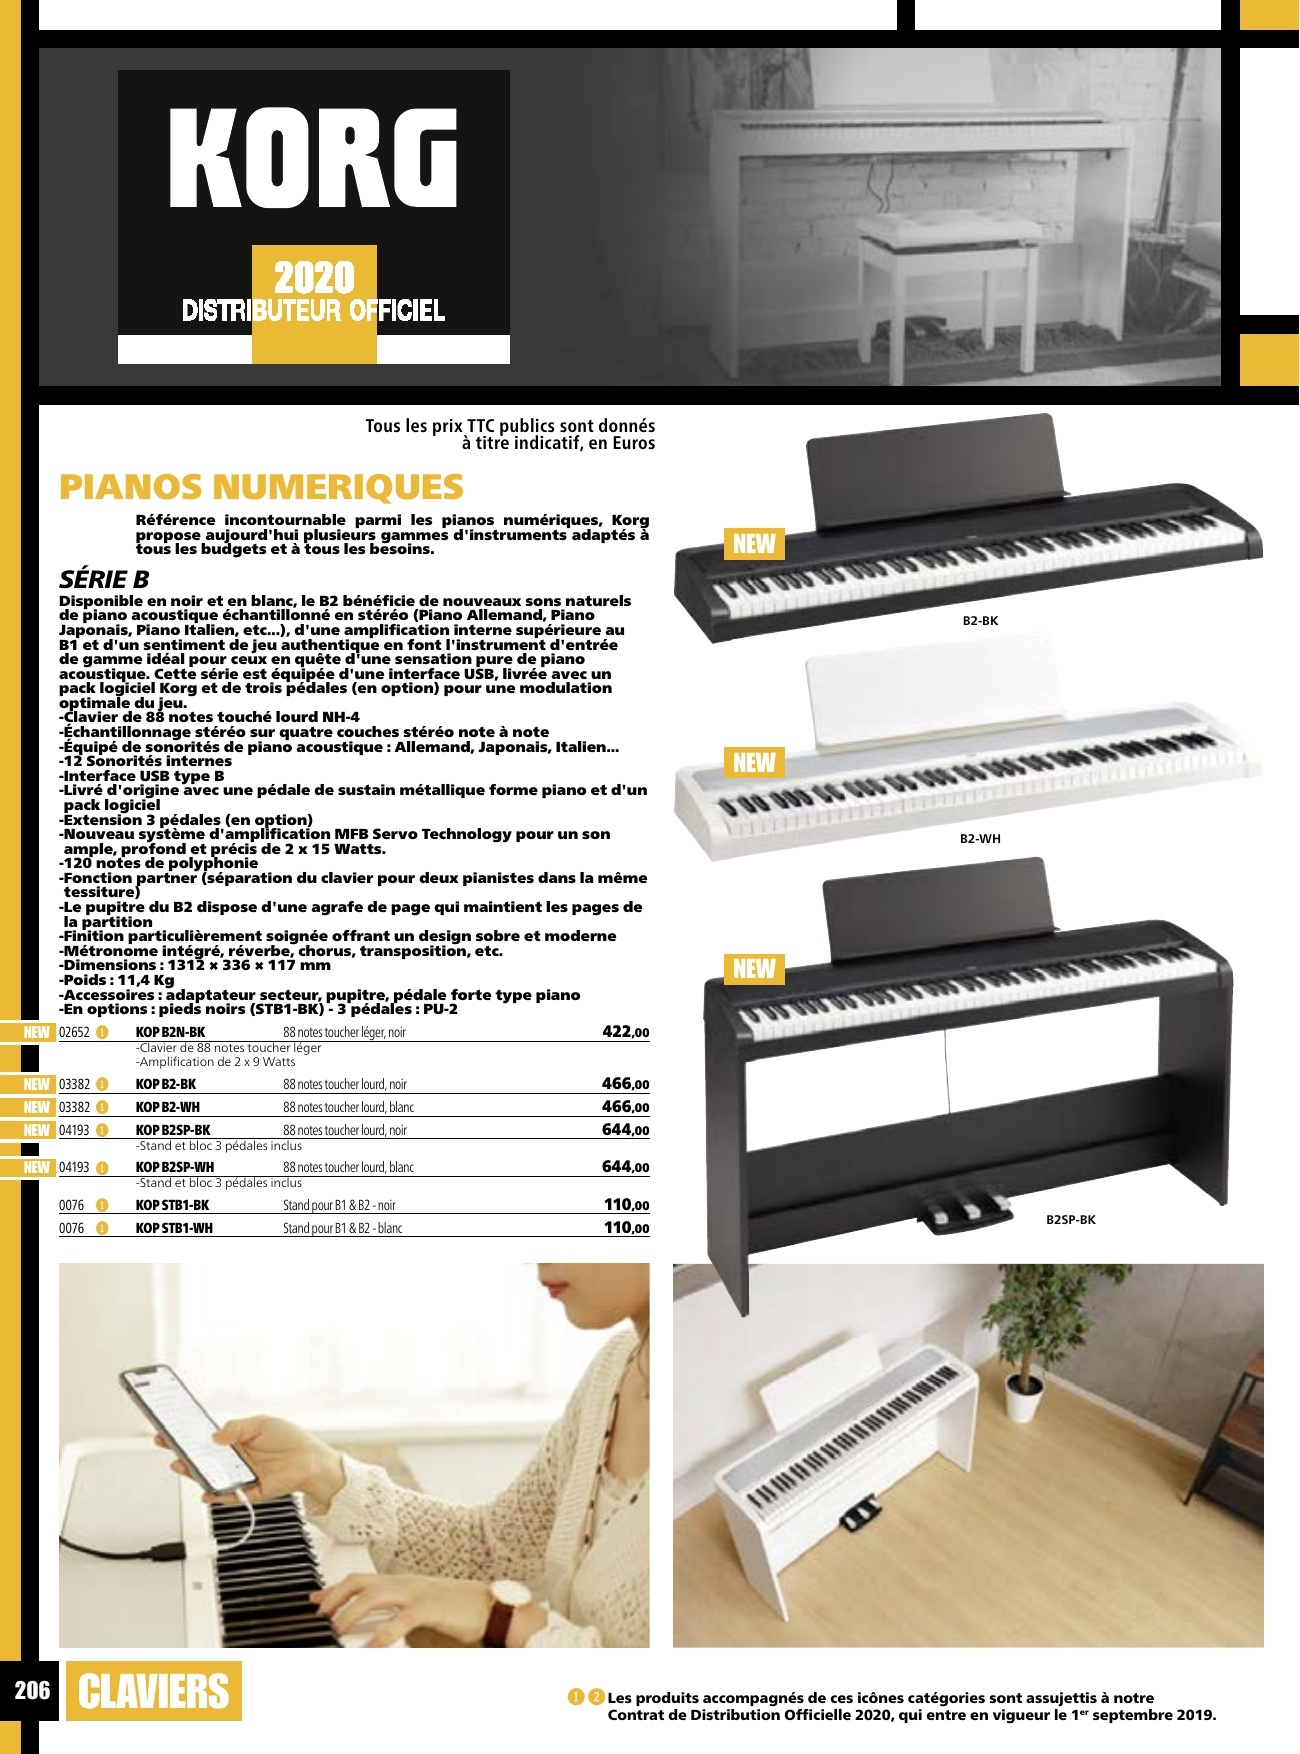 KORG
2020
DISTRIBUTEUR OFFICIEL
Tous les prix TTC publics sont donnés
à titre indicatif, en Euros
PIANOS NUMERIQUES
Référence incontournable parmi les pianos numériques, Korg
propose aujourd'hui plusieurs gammes d'instruments adaptés à
tous les budgets et à tous les besoins.
SÉRIE B
Disponible en noir et en blanc, le B2 bénéficie de nouveaux sons naturels
de piano acoustique échantillonné en stéréo (Piano Allemand, Piano
Japonais, Piano Italien, etc...), d'une amplification interne supérieure au
B1 et d'un sentiment de jeu authentique en font l'instrument d'entrée
de gamme idéal pour ceux en quête d'une sensation pure de piano
acoustique. Cette série est équipée d'une interface USB, livrée avec un
pack logiciel Korg et de trois pédales (en option) pour une modulation
optimale du jeu.
-Clavier de 88 notes touché lourd NH-4
-Échantillonnage stéréo sur quatre couches stéréo note à note
-Équipé de sonorités de piano acoustique : Allemand, Japonais, Italien...
-12 Sonorités internes
-Interface USB type B
-Livré d'origine avec une pédale de sustain métallique forme piano et d'un
pack logiciel
-Extension 3 pédales (en option)
-Nouveau système d'amplification MFB Servo Technology pour un son
ample, profond et précis de 2 x 15 Watts.
-120 notes de polyphonie
-Fonction partner (séparation du clavier pour deux pianistes dans la même
tessiture)
-Le pupitre du B2 dispose d'une agrafe de page qui maintient les pages de
la partition
-Finition particulièrement soignée offrant un design sobre et moderne
-Métronome intégré, réverbe, chorus, transposition, etc.
-Dimensions : 1312 × 336 × 117 mm
-Poids : 11,4 Kg
-Accessoires : adaptateur secteur, pupitre, pédale forte type piano
-En options : pieds noirs (STB1-BK) - 3 pédales : PU-2
NEW 02652 1 KOP B2N-BK 88 notes toucher léger, noir 422,00
-Clavier de 88 notes toucher léger
-Amplification de 2 x 9 Watts
NEW 03382 1 KOP B2-BK 88 notes toucher lourd, noir 466,00
NEW 03382 1 KOP B2-WH 88 notes toucher lourd, blanc 466,00
NEW 04193 1 KOP B2SP-BK 88 notes toucher lourd, noir 644,00
-Stand et bloc 3 pédales inclus
NEW 04193 1 KOP B2SP-WH 88 notes toucher lourd, blanc 644,00
-Stand et bloc 3 pédales inclus
0076 1 KOP STB1-BK Stand pour B1 & B2 - noir 110,00
0076 1 KOP STB1-WH Stand pour B1 & B2 - blanc 110,00
NEW
B2-BK
NEW
B2-WH
NEW
B2SP-BK
206 CLAVIERS
1 2 Les produits accompagnés de ces icônes catégories sont assujettis à notre
Contrat de Distribution Officielle 2020, qui entre en vigueur le 1er septembre 2019.